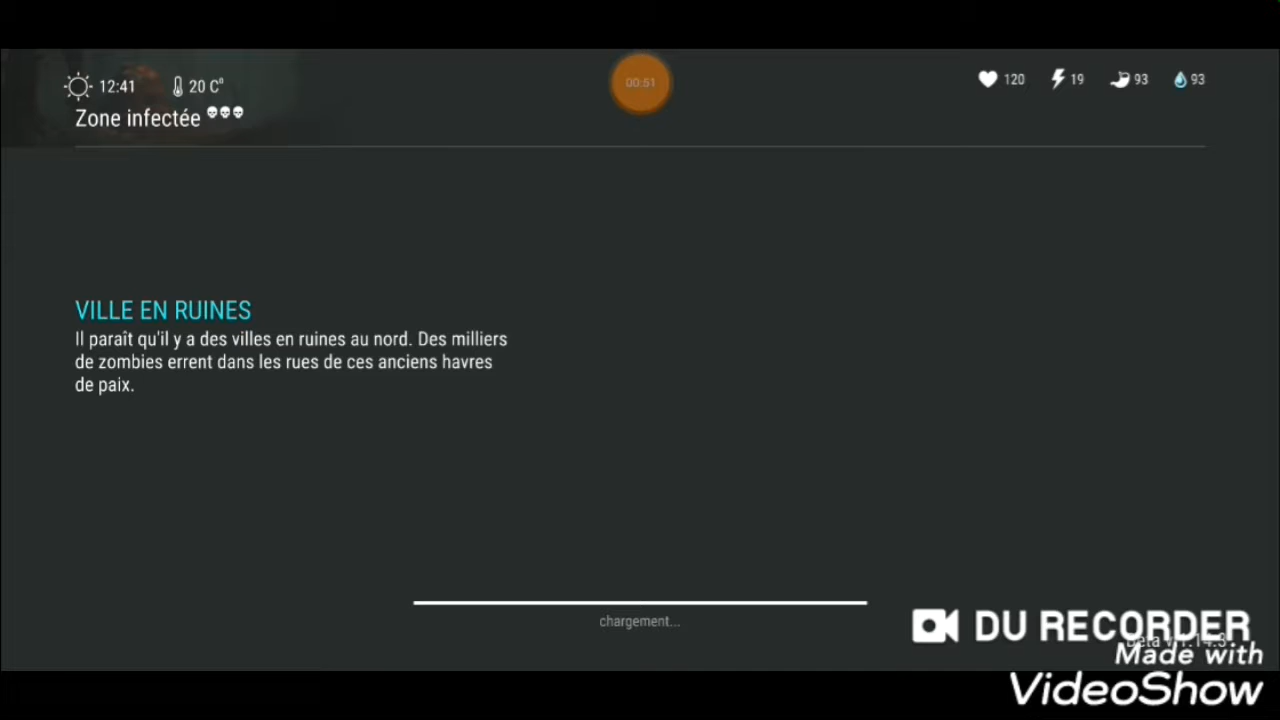 12:41 20 C°
00:51
120 19 93 93
Zone infectée
VILLE EN RUINES
Il paraît qu'il y a des villes en ruines au nord. Des milliers
de zombies errent dans les rues de ces anciens havres
de paix.
chargement...
DU RECORDER
Beta
Made with
VideoShow